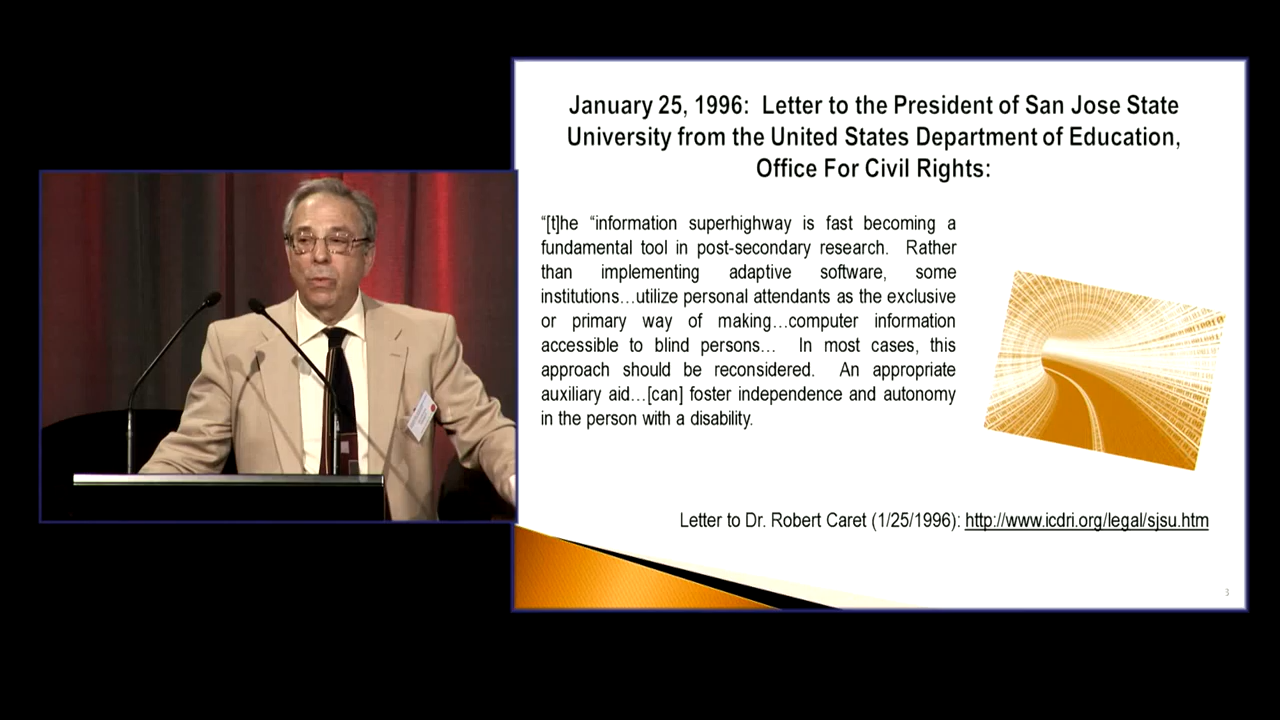 January 25, 1996: Letter to the President of San Jose State
University from the United States Department of Education,
Office For Civil Rights:
“[t]he “information superhighway is fast becoming a
fundamental tool in post-secondary research. Rather
than implementing adaptive software, some
institutions…utilize personal attendants as the exclusive
or primary way of making…computer information
accessible to blind persons… In most cases, this
approach should be reconsidered. An appropriate
auxiliary aid…[can] foster independence and autonomy
in the person with a disability.
Letter to Dr. Robert Caret (1/25/1996): http://www.icdri.org/legal/sjsu.htm
3